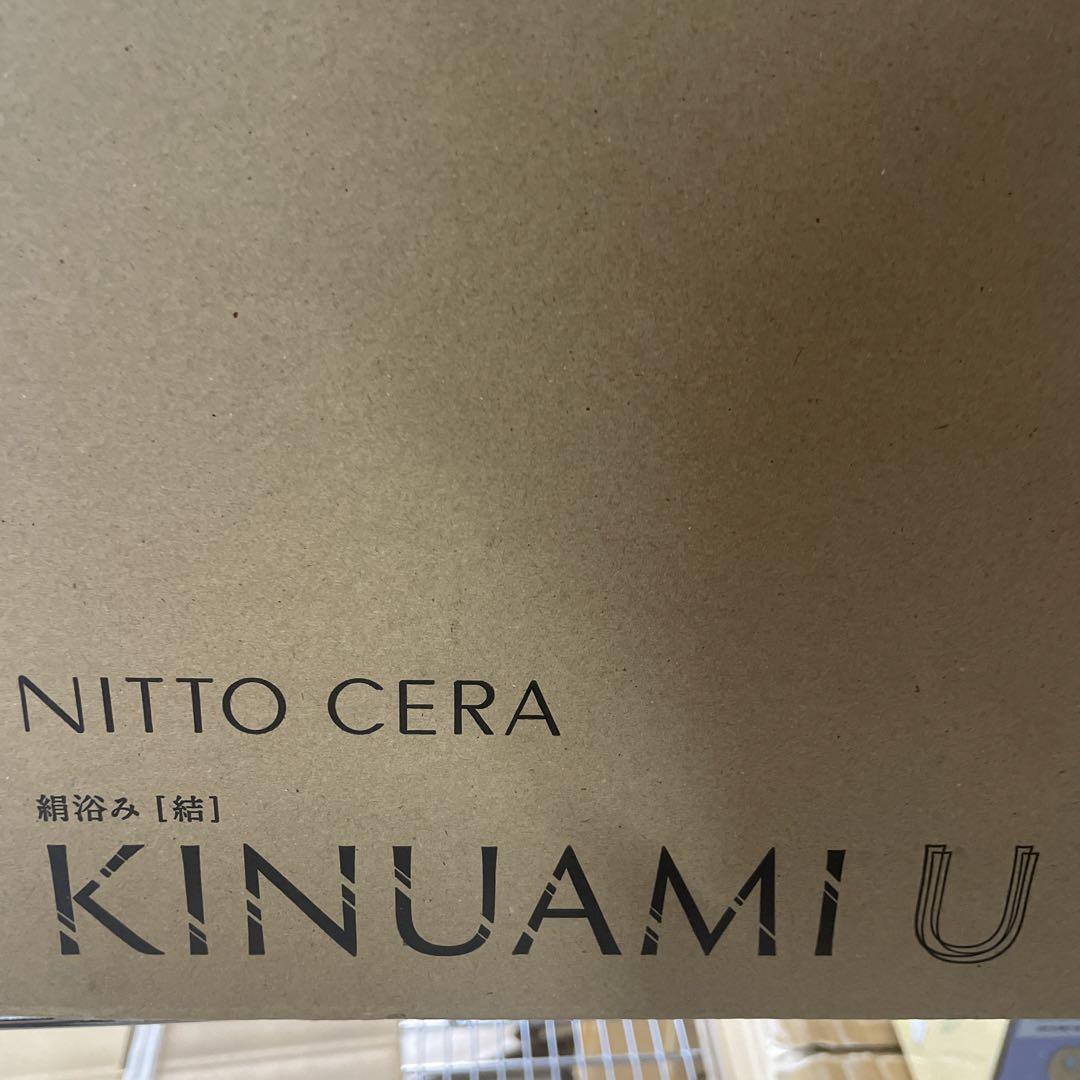 NITTO CERA
絹浴み [結]
KINUAMI U